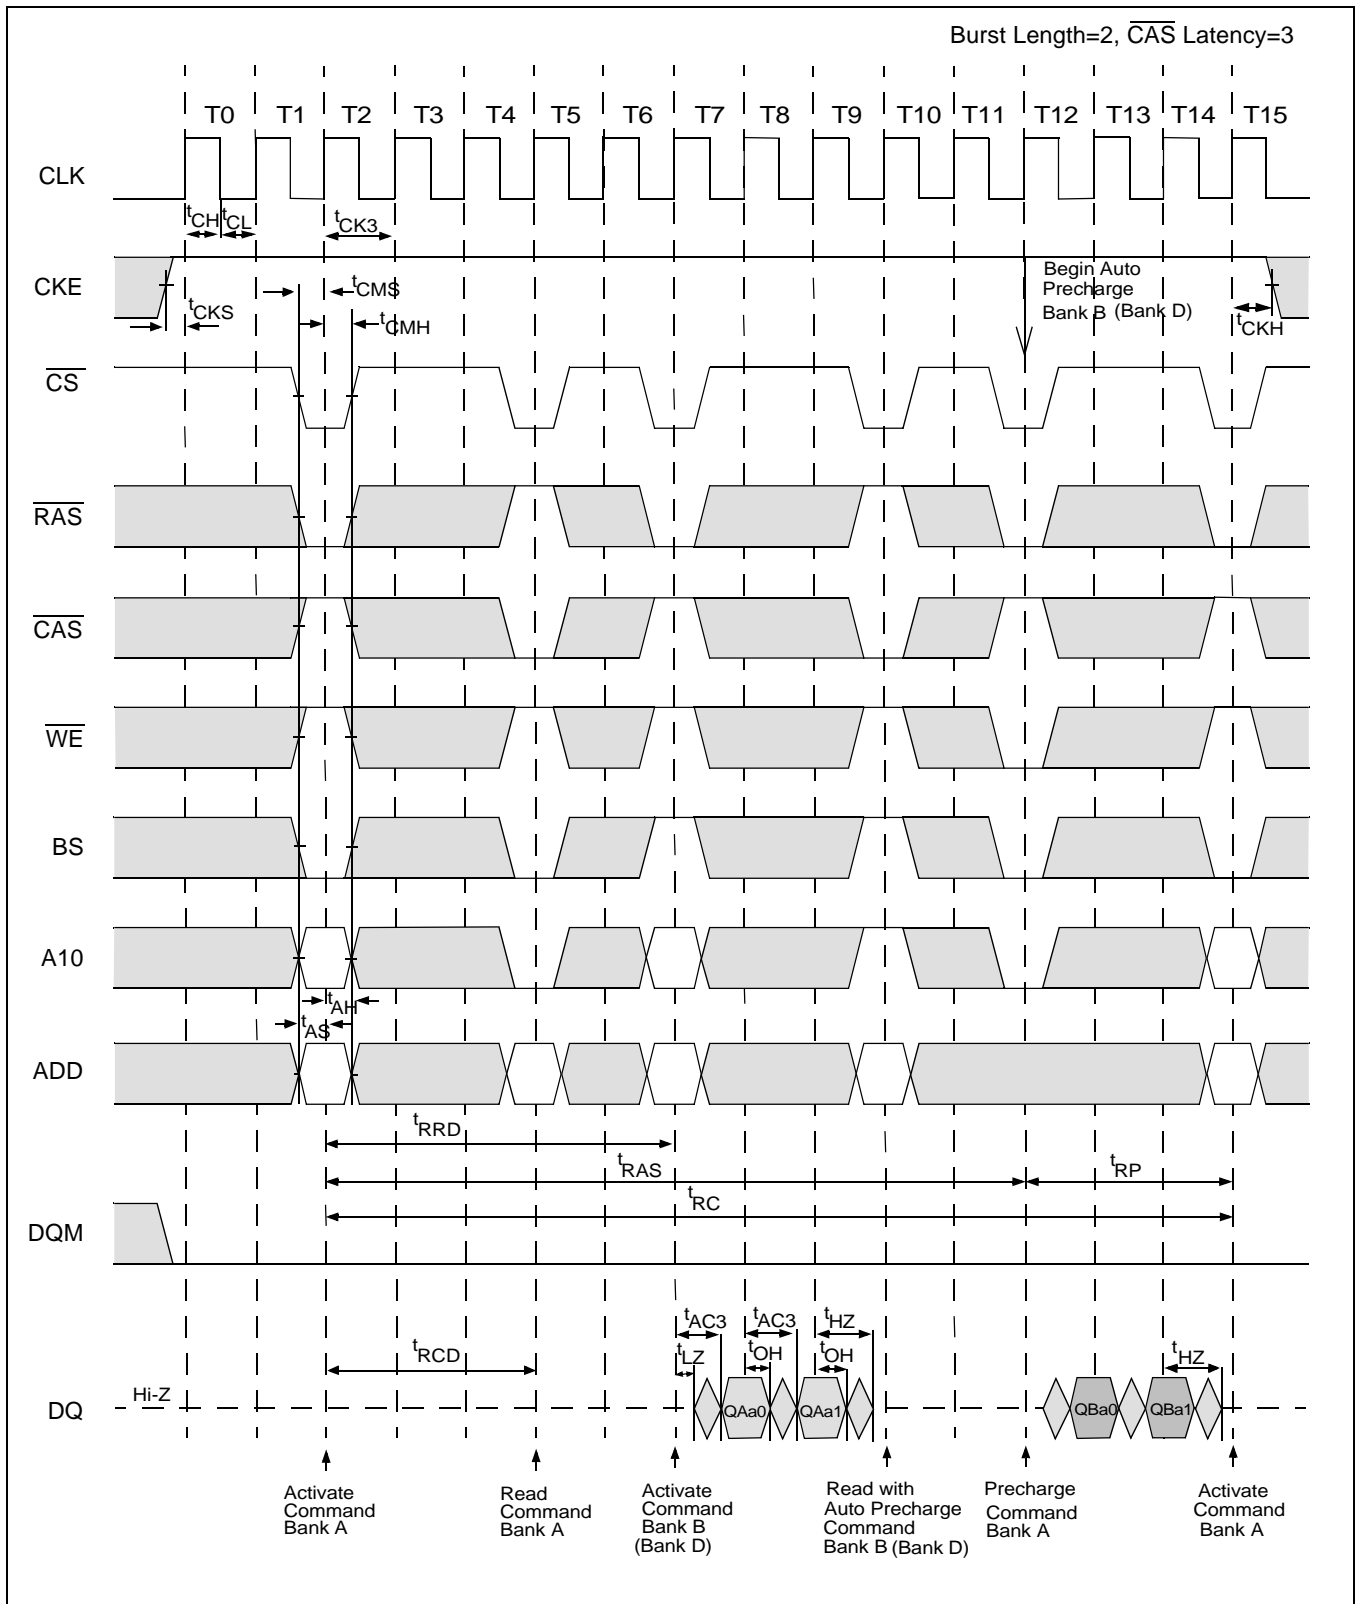 Burst Length=2, CAS Latency=3
T0 T1 T2 T3 T4 T5 T6 T7 T8 T9 T10 T11 T12 T13 T14 T15
CLK
tCH tCL tCK3
CKE
tCKS
tCMS
tCMH
Begin Auto
Precharge
Bank B (Bank D)
tCKH
CS
RAS
CAS
WE
BS
A10
tAH
tAS
ADD
tRRD
tRAS
tRP
tRC
DQM
tRCD
tAC3 tAC3 tHZ
tLZ tOH tOH
tHZ
Hi-Z
DQ
QAa0 QAa1 QBa0 QBa1
Activate
Command
Bank A
Read
Command
Bank A
Activate
Command
Bank B
(Bank D)
Read with
Auto Precharge
Command
Bank B (Bank D)
Precharge
Command
Bank A
Activate
Command
Bank A